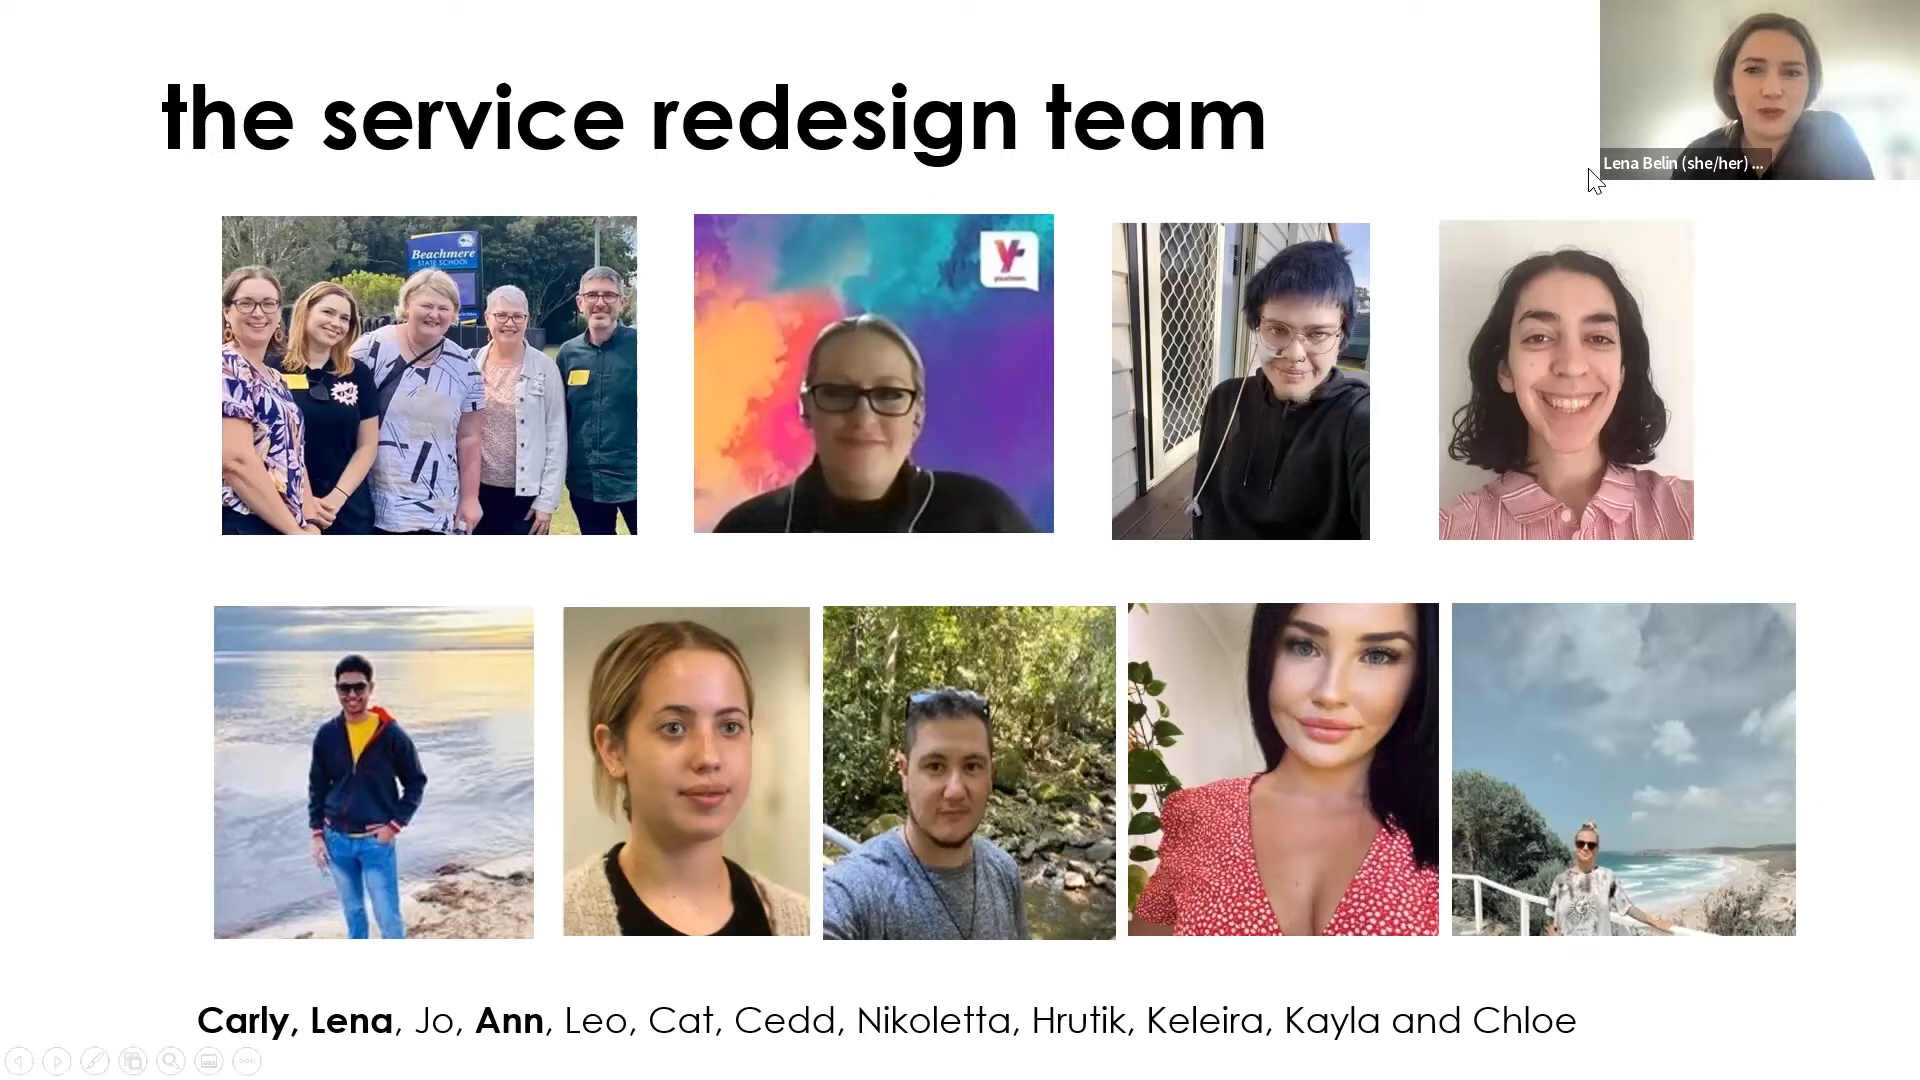 the service redesign team
Lena Belin (she/her) ...
Beachmere
STATE SCHOOL
Carly, Lena, Jo, Ann, Leo, Cat, Cedd, Nikoletta, Hrutik, Keleira, Kayla and Chloe